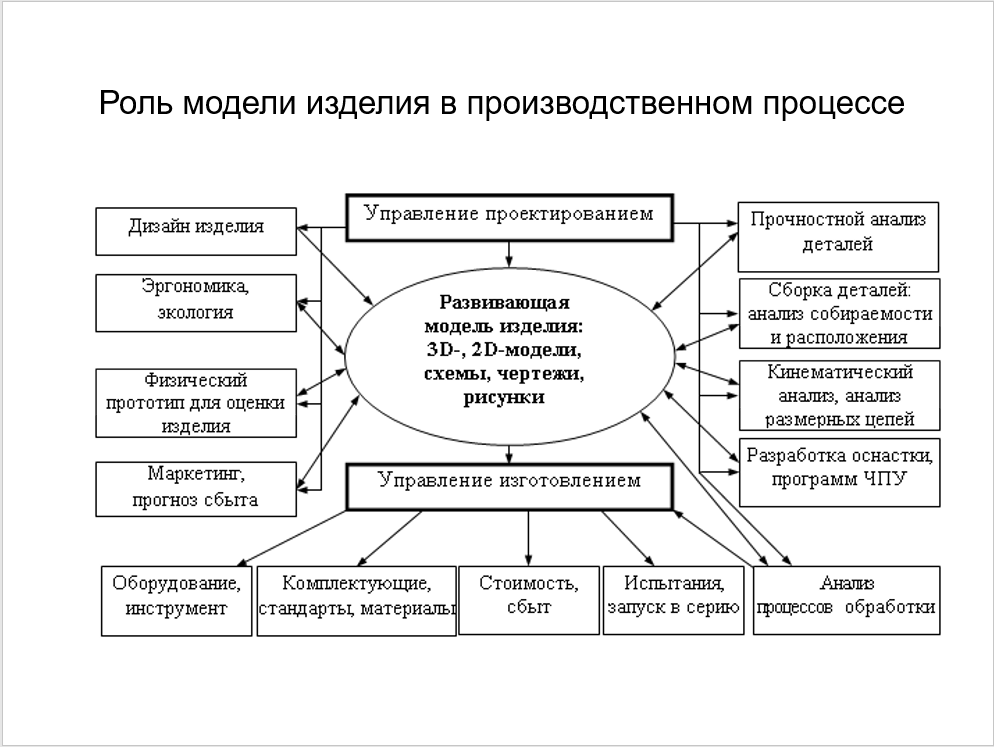 Роль модели изделия в производственном процессе
Управление проектированием
Дизайн изделия
Эргономика,
экология
Физический
прототип для оценки
изделия
Маркетинг,
прогноз сбыта
Развивающая
модель изделия:
3D-, 2D-модели,
схемы, чертежи,
рисунки
Прочностной анализ
деталей
Сборка деталей:
анализ собираемости
и расположения
Кинематический
анализ, анализ
размерных цепей
Разработка оснастки,
программ ЧПУ
Управление изготовлением
Оборудование,
инструмент
Комплектующие,
стандарты, материалы
Стоимость,
сбыт
Испытания,
запуск в серию
Анализ
процессов обработки